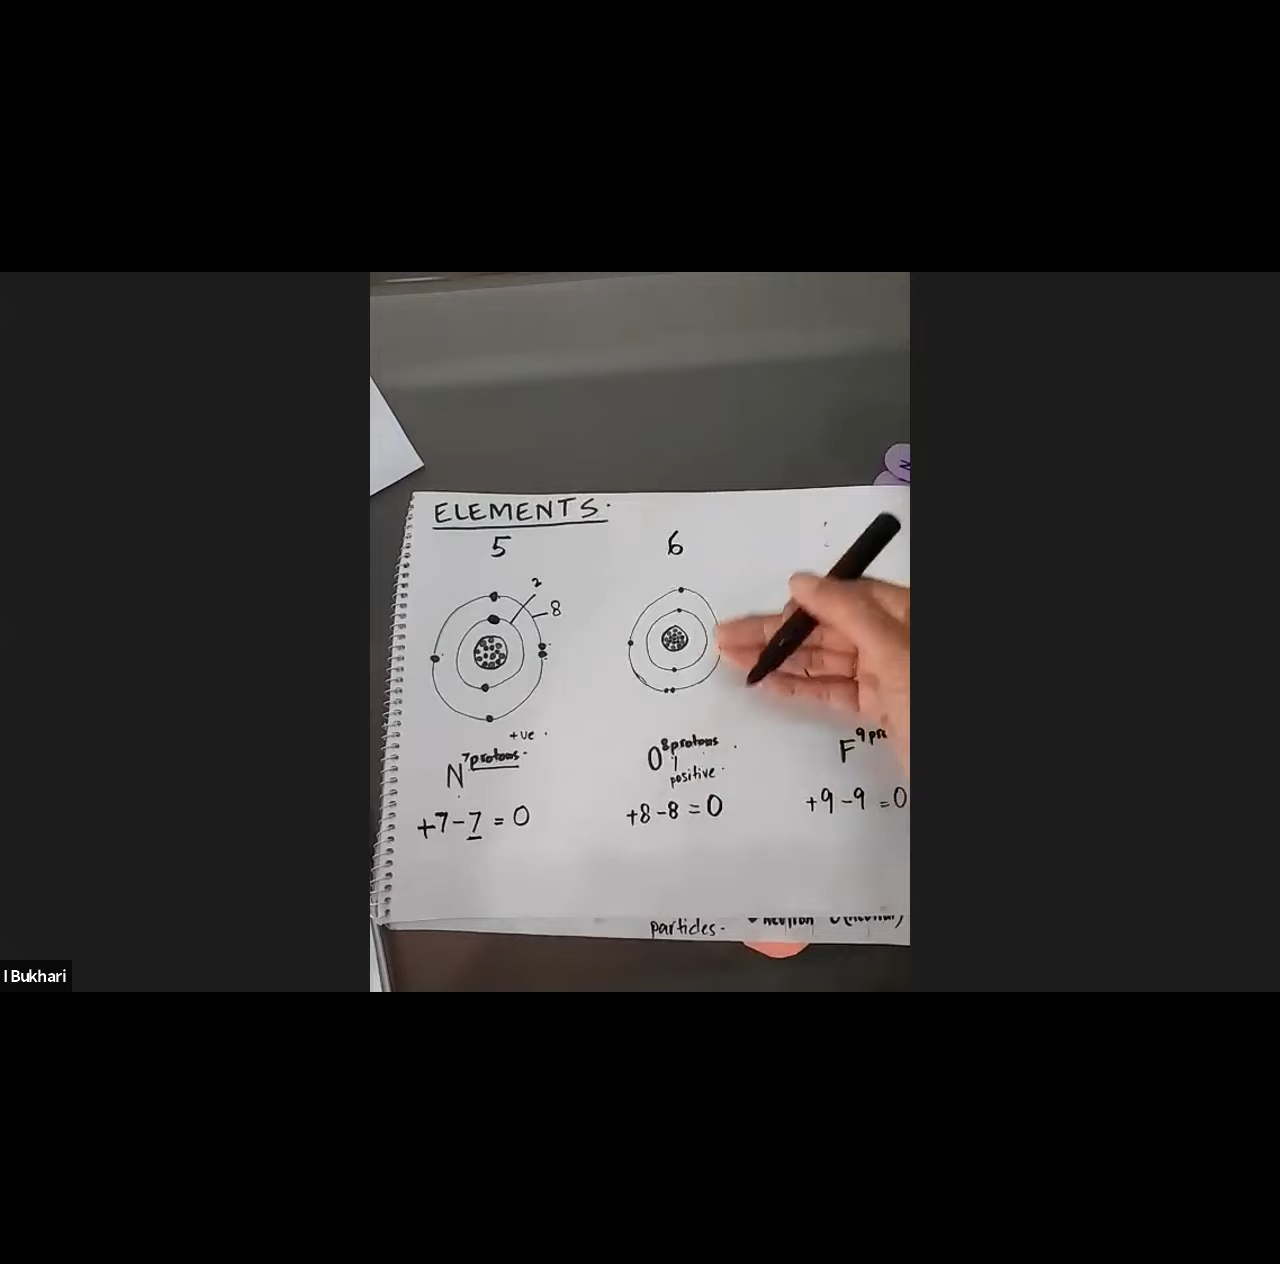 ELEMENTS.
5
6
2
8
+ve
N 7 protons
O 8 protons
positive
F 9 pr
+7-7 = 0
+8-8 = 0
+9-9 = 0
particles.
I Bukhari